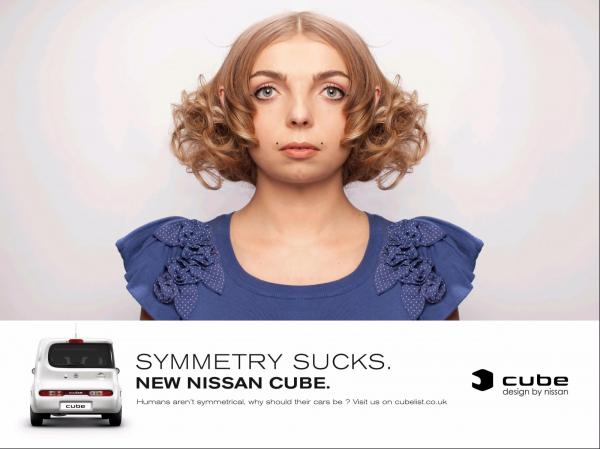 SYMMETRY SUCKS.
NEW NISSAN CUBE.
Humans aren't symmetrical, why should their cars be ? Visit us on cubelist.co.uk
cube
cube
design by nissan